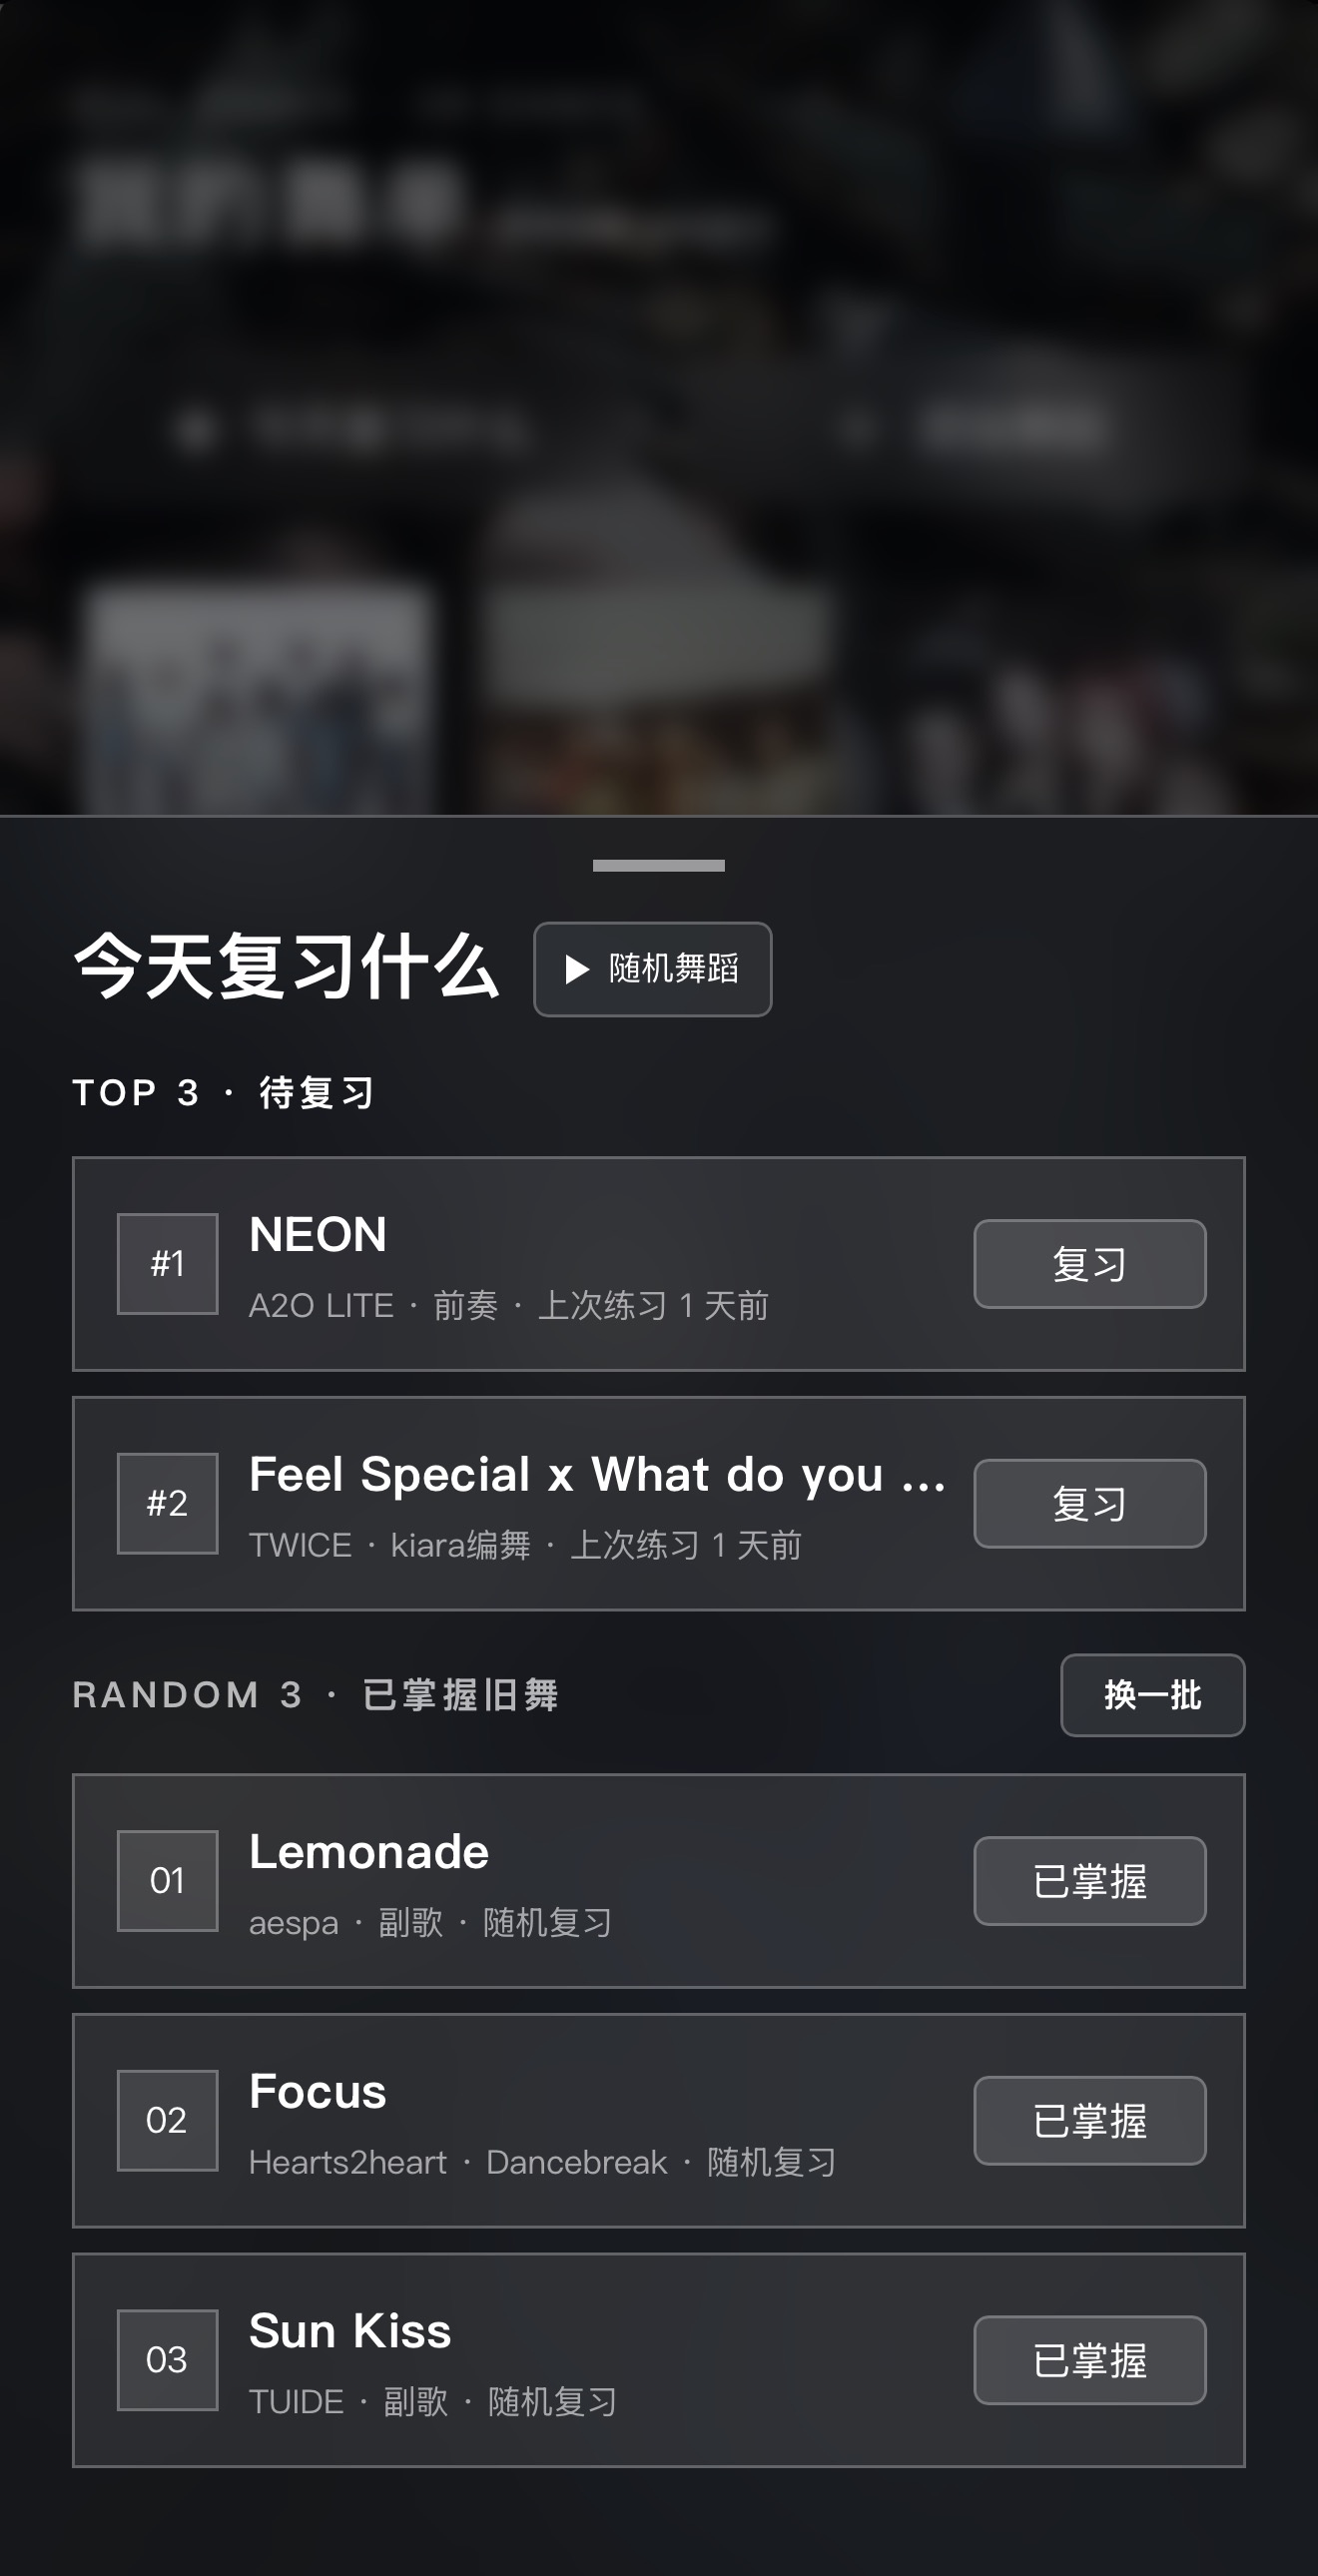 我的舞单
今天复习什么
随机舞蹈
TOP 3 · 待复习
#1
NEON
A2O LITE · 前奏 · 上次练习 1 天前
复习
#2
Feel Special x What do you ...
TWICE · kiara编舞 · 上次练习 1 天前
复习
RANDOM 3 · 已掌握旧舞
换一批
01
Lemonade
aespa · 副歌 · 随机复习
已掌握
02
Focus
Hearts2heart · Dancebreak · 随机复习
已掌握
03
Sun Kiss
TUIDE · 副歌 · 随机复习
已掌握